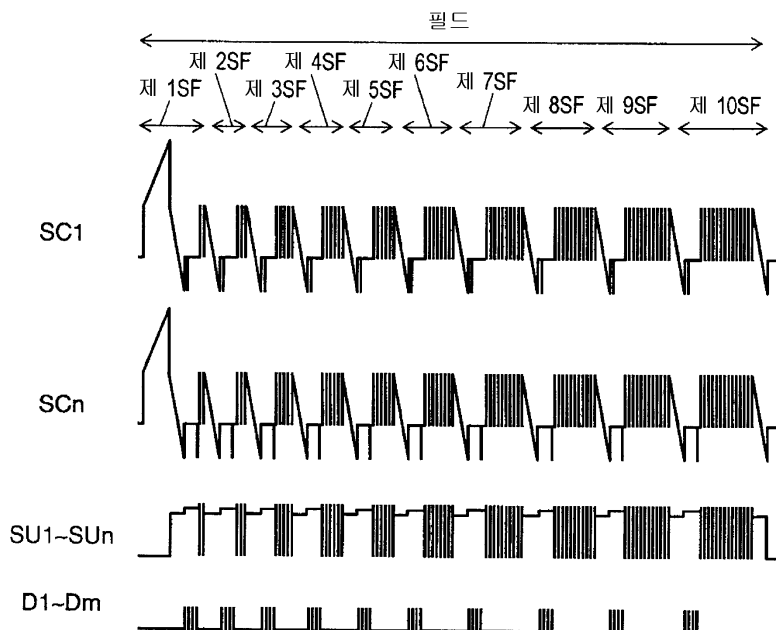 필드
제 2SF 제 4SF 제 6SF
제 1SF 제 3SF 제 5SF 제 7SF 제 8SF 제 9SF 제 10SF
SC1
SCn
SU1~SUn
D1~Dm